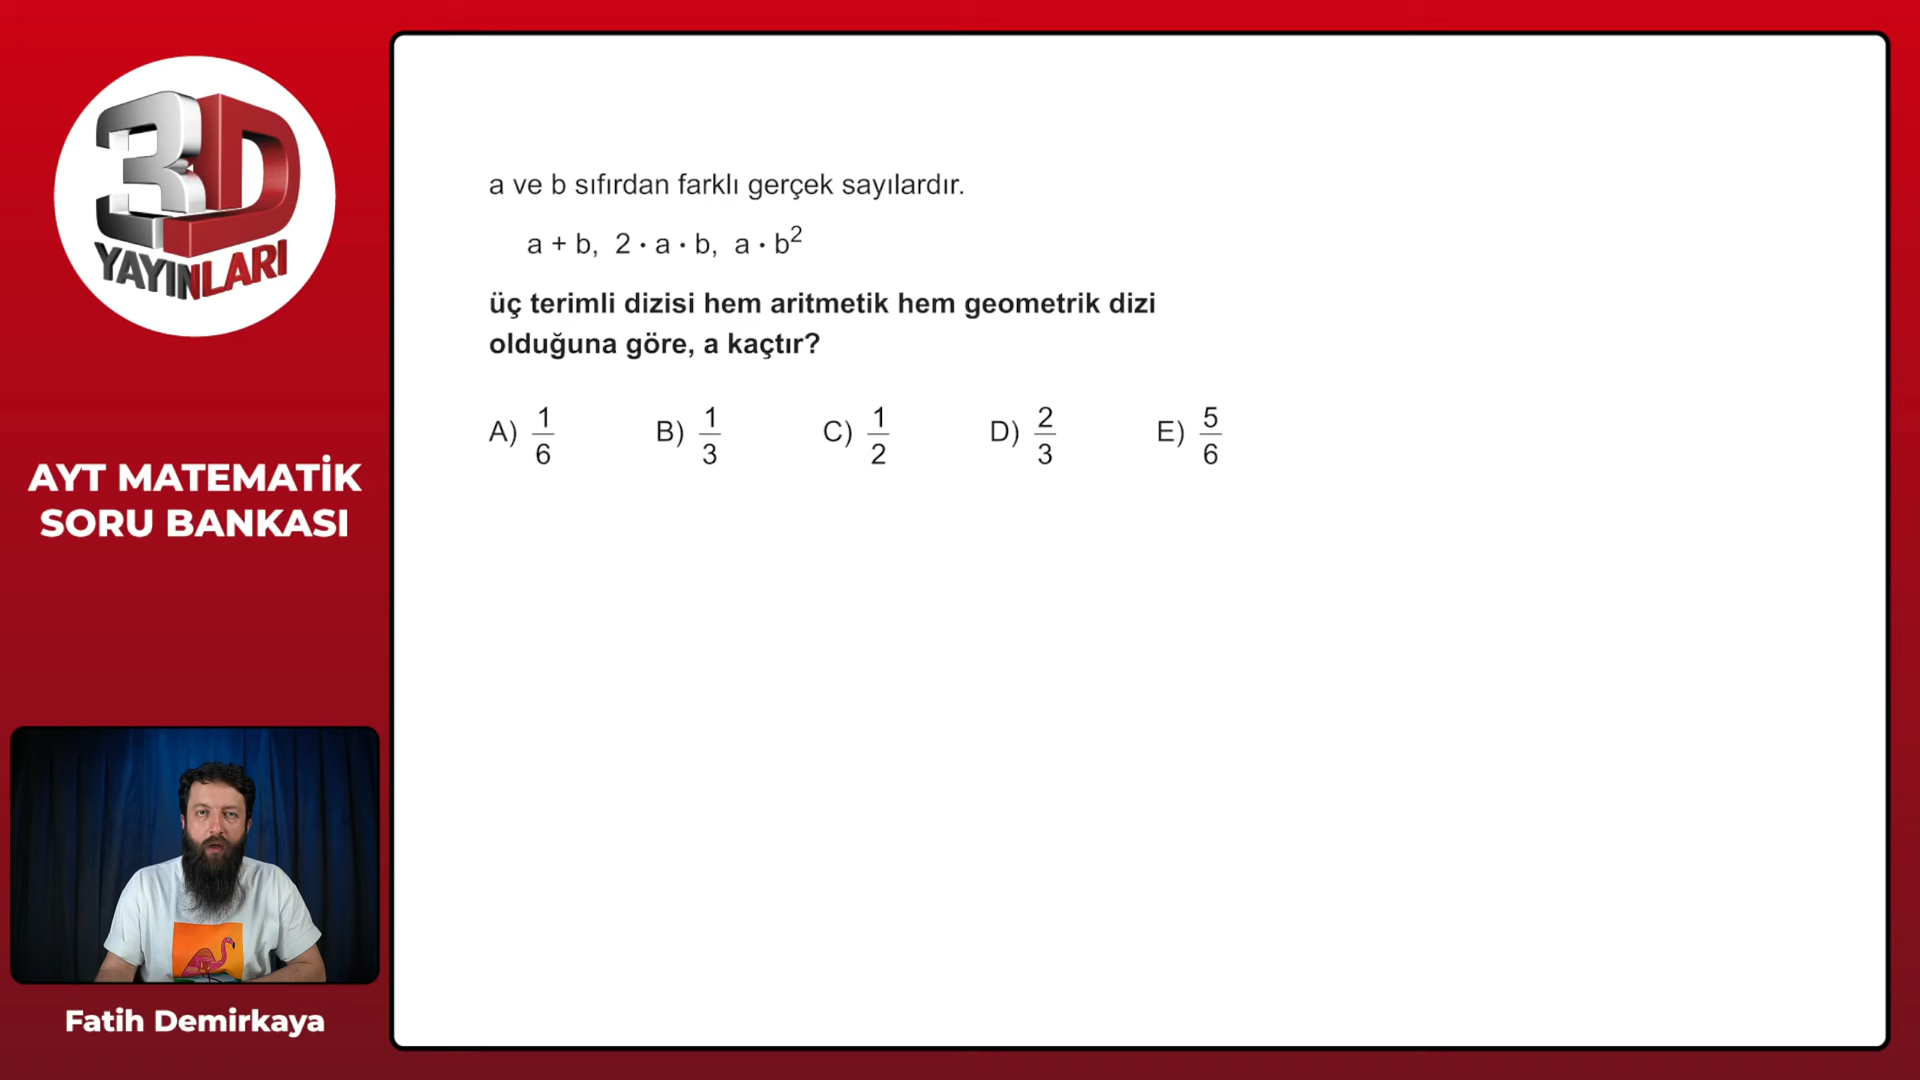 3D
YAYINLARI
AYT MATEMATİK
SORU BANKASI
Fatih Demirkaya
a ve b sıfırdan farklı gerçek sayılardır.
a + b, 2 · a · b, a · b²
üç terimli dizisi hem aritmetik hem geometrik dizi
olduğuna göre, a kaçtır?
A) 1/6 B) 1/3 C) 1/2 D) 2/3 E) 5/6